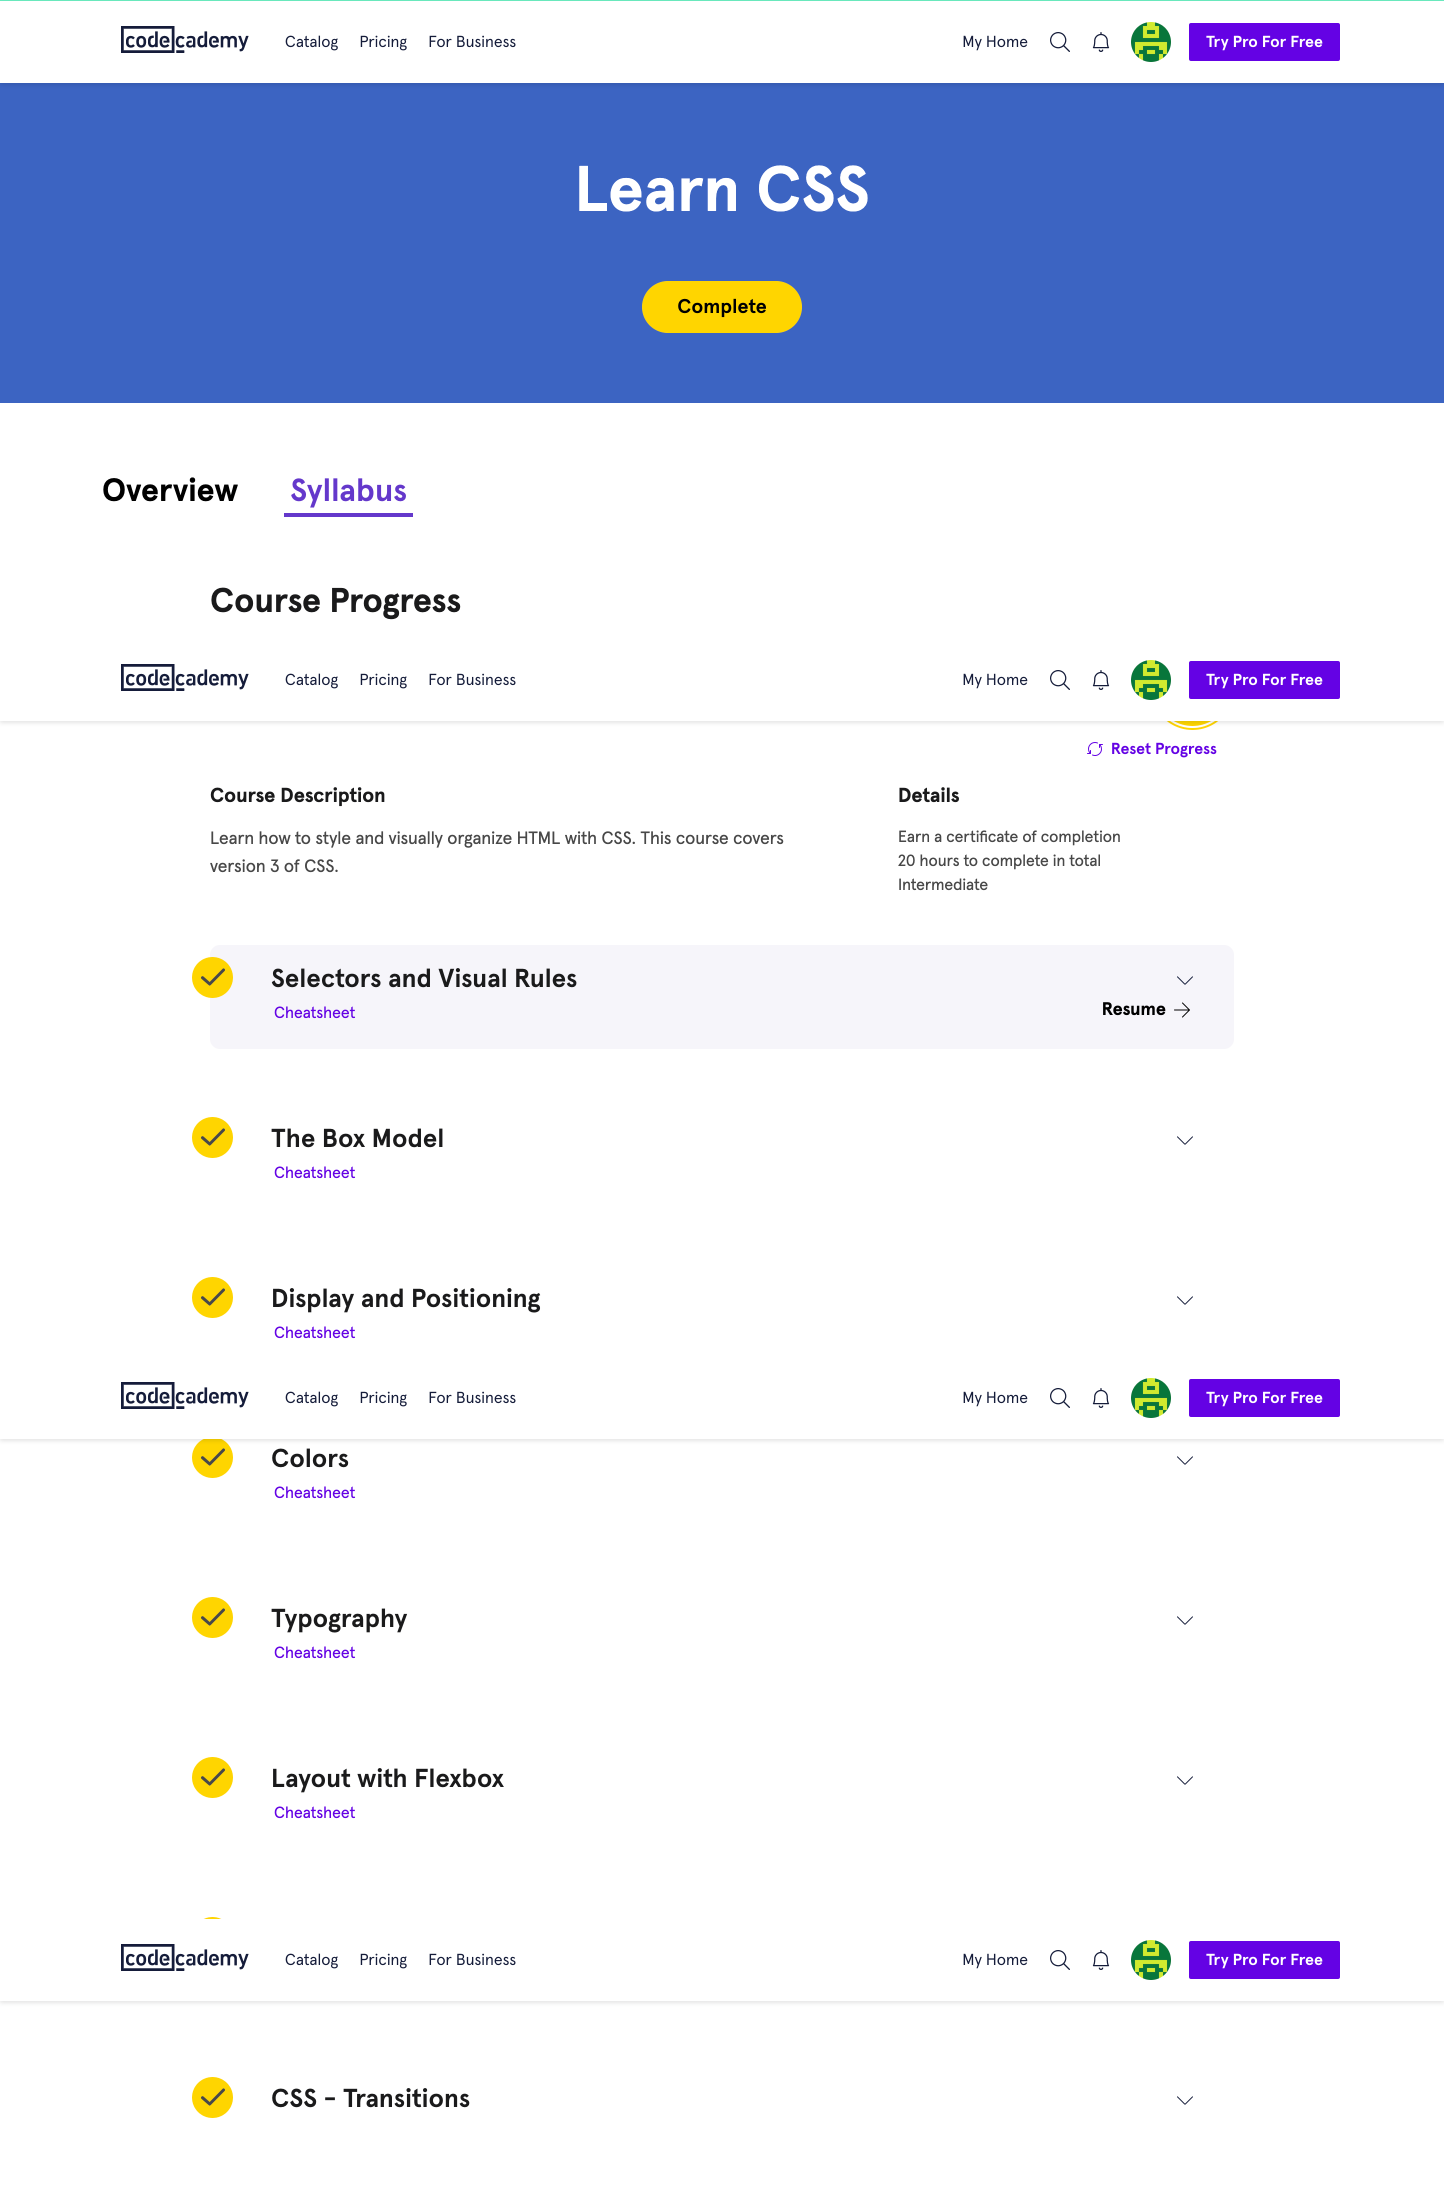 codecademy Catalog Pricing For Business My Home Try Pro For Free
Learn CSS
Complete
Overview Syllabus
Course Progress
codecademy Catalog Pricing For Business My Home Try Pro For Free
Reset Progress
Course Description
Learn how to style and visually organize HTML with CSS. This course covers
version 3 of CSS.
Details
Earn a certificate of completion
20 hours to complete in total
Intermediate
Selectors and Visual Rules
Cheatsheet
Resume
The Box Model
Cheatsheet
Display and Positioning
Cheatsheet
codecademy Catalog Pricing For Business My Home Try Pro For Free
Colors
Cheatsheet
Typography
Cheatsheet
Layout with Flexbox
Cheatsheet
codecademy Catalog Pricing For Business My Home Try Pro For Free
CSS - Transitions